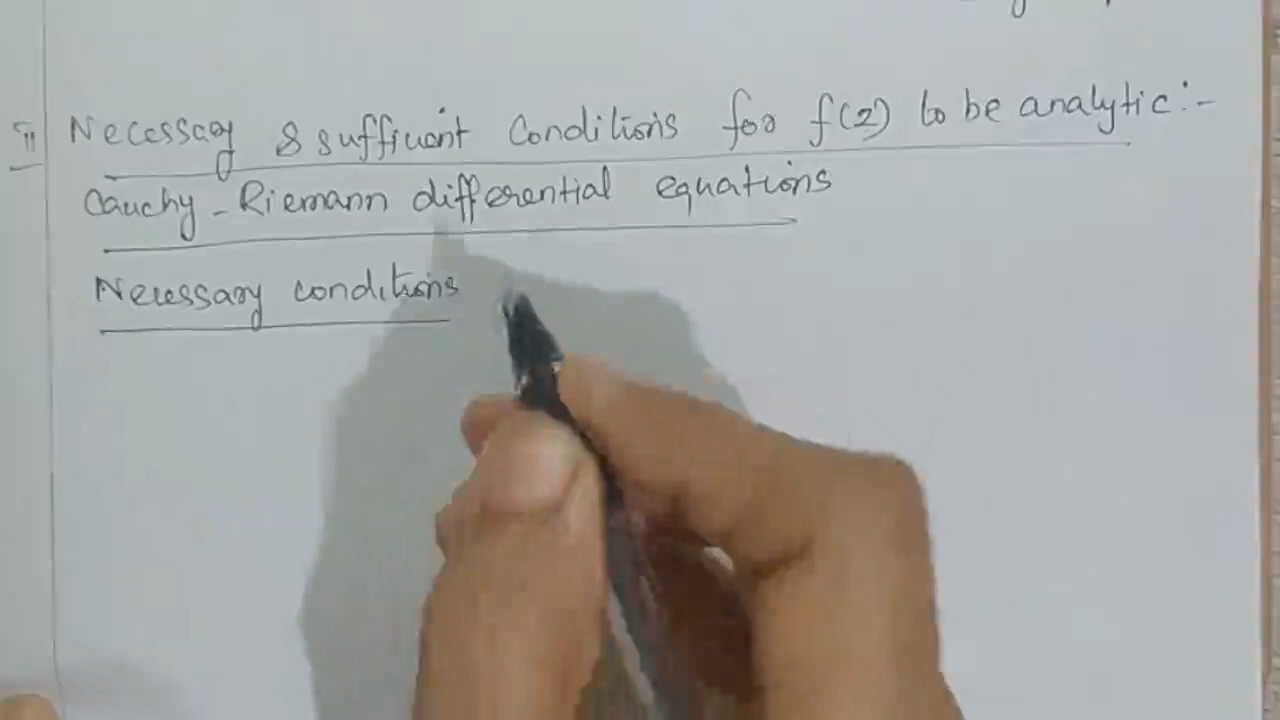 Necessary & sufficient conditions for f(z) to be analytic :-
Cauchy - Riemann differential equations
Necessary conditions